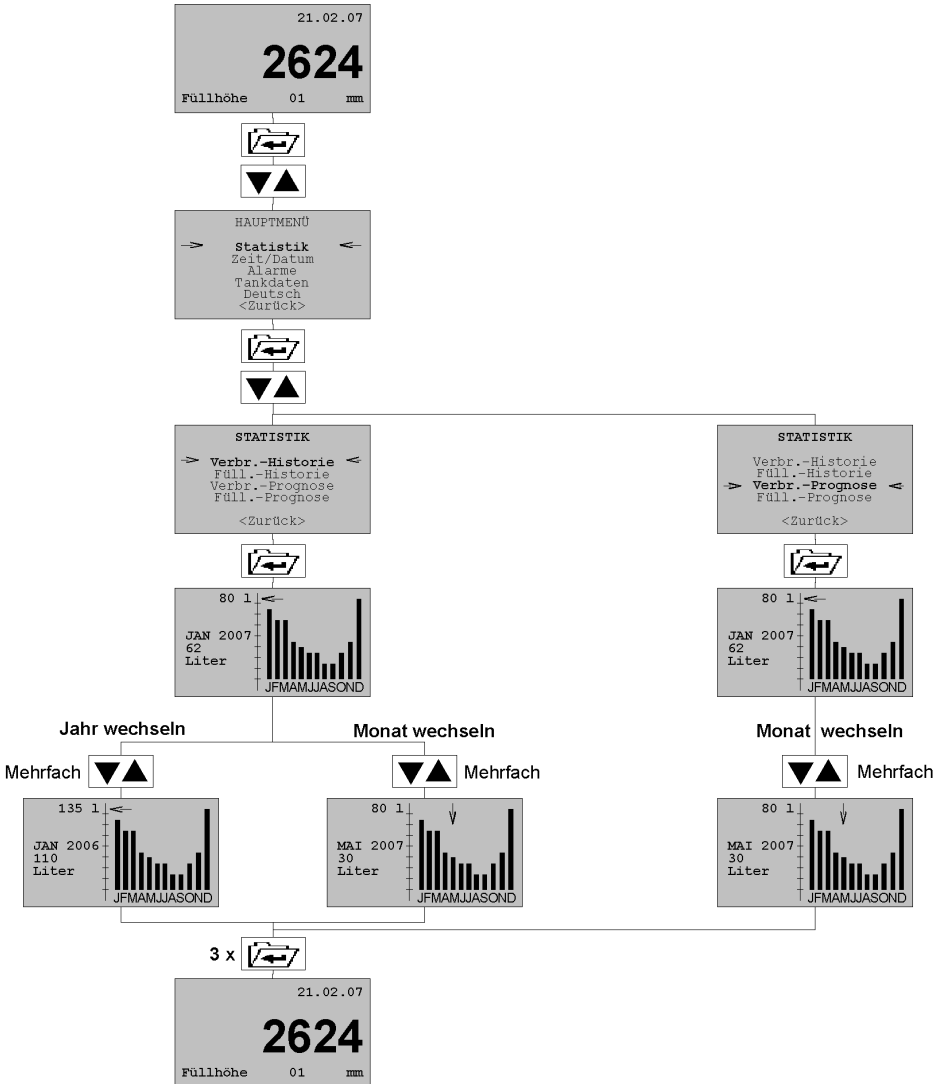 21.02.07
2624
Füllhöhe 01 mm
HAUPTMENÜ
Statistik
Zeit/Datum
Alarme
Tankdaten
Deutsch
<Zurück>
STATISTIK
Verbr.-Historie
Füll.-Historie
Verbr.-Prognose
Füll.-Prognose
<Zurück>
STATISTIK
Verbr.-Historie
Füll.-Historie
Verbr.-Prognose
Füll.-Prognose
<Zurück>
80 l
JAN 2007
62
Liter
JFMAMJJASOND
80 l
JAN 2007
62
Liter
JFMAMJJASOND
Jahr wechseln
Monat wechseln
Monat wechseln
Mehrfach
Mehrfach
Mehrfach
135 l
JAN 2006
110
Liter
JFMAMJJASOND
80 l
MAI 2007
30
Liter
JFMAMJJASOND
80 l
MAI 2007
30
Liter
JFMAMJJASOND
3 x
21.02.07
2624
Füllhöhe 01 mm